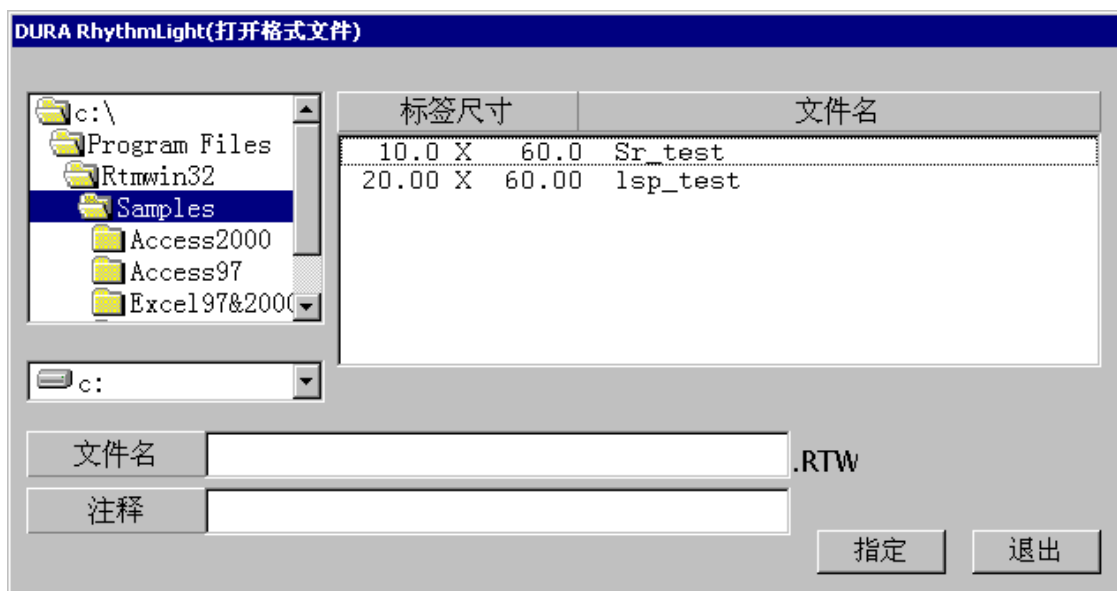 DURA RhythmLight(打开格式文件)
c:\
Program Files
Rtmwin32
Samples
Access2000
Access97
Excel97&2000
c:
标签尺寸 文件名
10.0 X 60.0 Sr_test
20.00 X 60.00 lsp_test
文件名 .RTW
注释
指定 退出